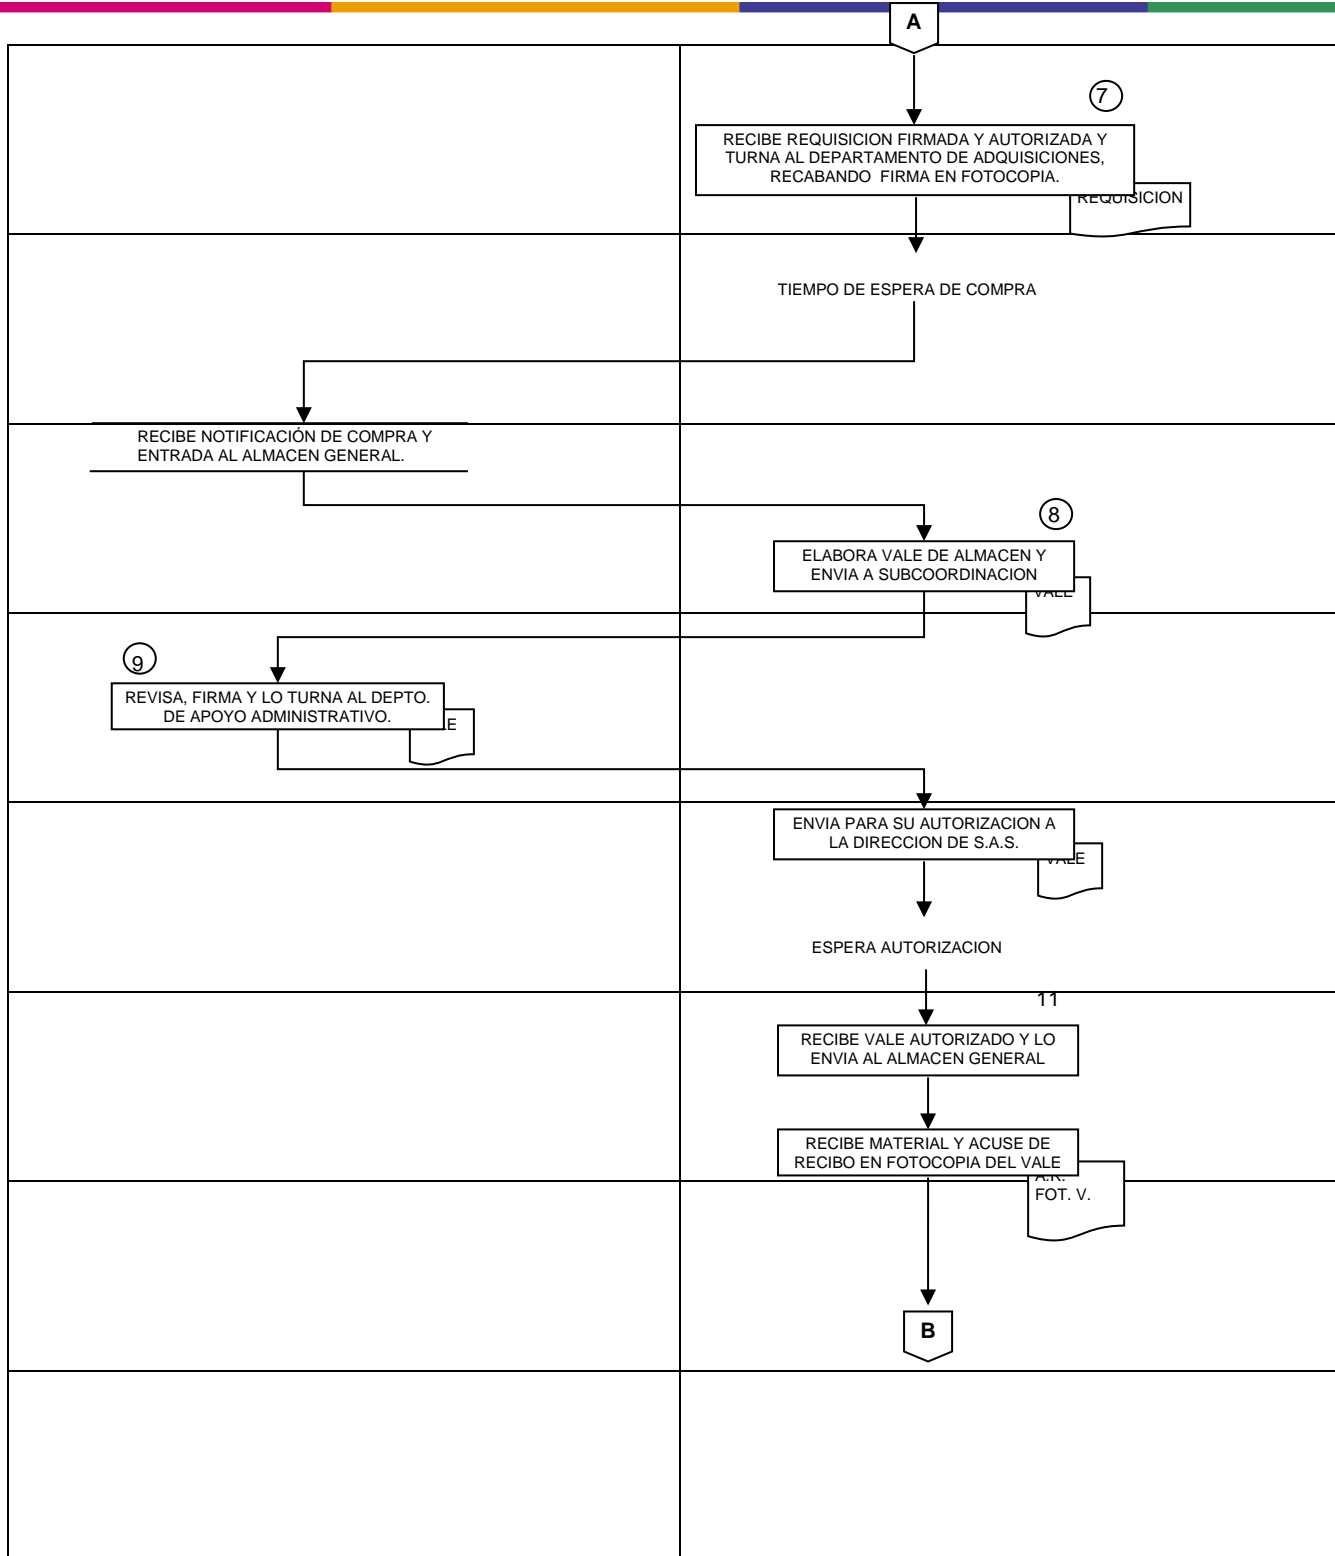 A
7
RECIBE REQUISICION FIRMADA Y AUTORIZADA Y
TURNA AL DEPARTAMENTO DE ADQUISICIONES,
RECABANDO FIRMA EN FOTOCOPIA.
REQUISICION
TIEMPO DE ESPERA DE COMPRA
RECIBE NOTIFICACIÓN DE COMPRA Y
ENTRADA AL ALMACEN GENERAL.
8
ELABORA VALE DE ALMACEN Y
ENVIA A SUBCOORDINACION
VALE
9
REVISA, FIRMA Y LO TURNA AL DEPTO.
DE APOYO ADMINISTRATIVO.
E
ENVIA PARA SU AUTORIZACION A
LA DIRECCION DE S.A.S.
VALE
ESPERA AUTORIZACION
11
RECIBE VALE AUTORIZADO Y LO
ENVIA AL ALMACEN GENERAL
RECIBE MATERIAL Y ACUSE DE
RECIBO EN FOTOCOPIA DEL VALE
A.R.
FOT. V.
B